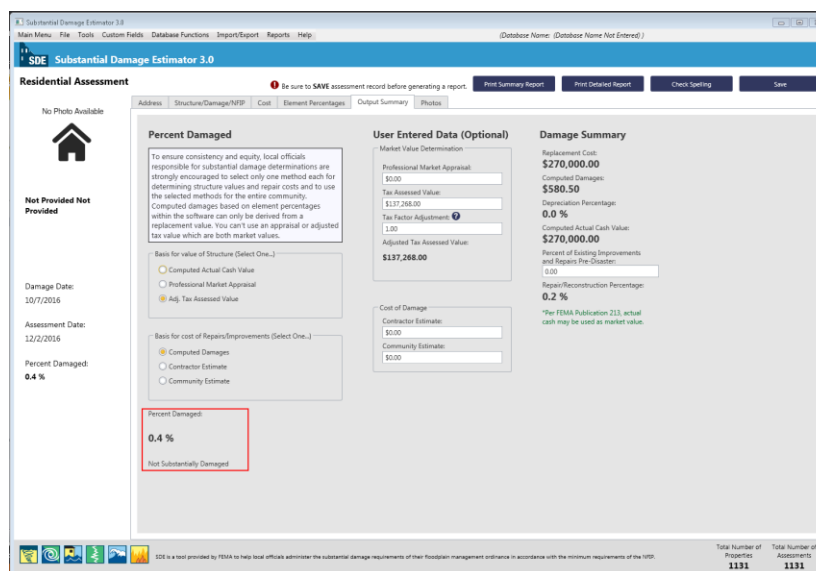 Substantial Damage Estimator 3.0
Main Menu File Tools Custom Fields Database Functions Import/Export Reports Help (Database Name: (Database Name Not Entered) )
SDE Substantial Damage Estimator 3.0
Residential Assessment
Be sure to SAVE assessment record before generating a report.
Print Summary Report Print Detailed Report Check Spelling Save
No Photo Available
Address Structure/Damage/NFIP Cost Element Percentages Output Summary Photos
Not Provided Not
Provided
Damage Date:
10/7/2016
Assessment Date:
12/2/2016
Percent Damaged:
0.4 %
Percent Damaged
To ensure consistency and equity, local officials
responsible for substantial damage determinations are
strongly encouraged to select only one method each for
determining structure values and repair costs and to use
the selected methods for the entire community.
Computed damages based on element percentages
within the software can only be derived from a
replacement value. You can't use an appraisal or adjusted
tax value which are both market values.
Basis for value of Structure (Select One...)
Computed Actual Cash Value
Professional Market Appraisal
Adj. Tax Assessed Value
Basis for cost of Repairs/Improvements (Select One...)
Computed Damages
Contractor Estimate
Community Estimate
Percent Damaged:
0.4 %
Not Substantially Damaged
User Entered Data (Optional)
Market Value Determination
Professional Market Appraisal:
$0.00
Tax Assessed Value:
$137,268.00
Tax Factor Adjustment: ?
1.00
Adjusted Tax Assessed Value:
$137,268.00
Cost of Damage
Contractor Estimate:
$0.00
Community Estimate:
$0.00
Damage Summary
Replacement Cost:
$270,000.00
Computed Damages:
$580.50
Depreciation Percentage:
0.0 %
Computed Actual Cash Value:
$270,000.00
Percent of Existing Improvements
and Repairs Pre-Disaster:
0.00
Repair/Reconstruction Percentage:
0.2 %
*Per FEMA Publication 213, actual
cash may be used as market value.
SDE is a tool provided by FEMA to help local officials administer the substantial damage requirements of their floodplain management ordinance in accordance with the minimum requirements of the NFIP.
Total Number of
Properties
1131
Total Number of
Assessments
1131